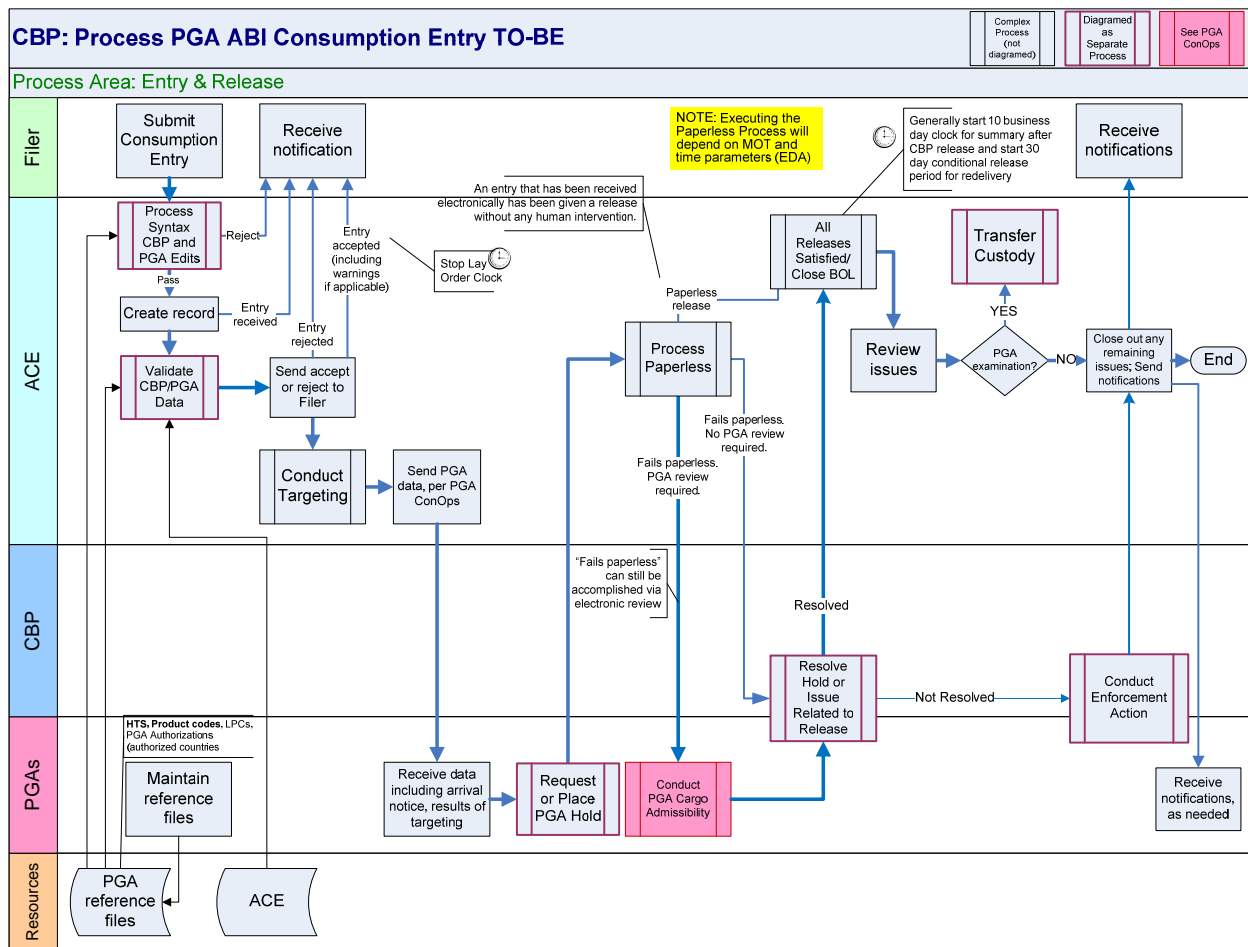 CBP: Process PGA ABI Consumption Entry TO-BE
Complex
Process
(not
diagramed)
Diagramed
as
Separate
Process
See PGA
ConOps
Process Area: Entry & Release
Filer
Submit
Consumption
Entry
Receive
notification
NOTE: Executing the
Paperless Process will
depend on MOT and
time parameters (EDA)
Generally start 10 business
day clock for summary after
CBP release and start 30
day conditional release
period for redelivery
Receive
notifications
An entry that has been received
electronically has been given a release
without any human intervention.
ACE
Process
Syntax
CBP and
PGA Edits
Reject
Pass
Entry
accepted
(including
warnings
if applicable)
Stop Lay
Order Clock
Create record
Entry
received
Entry
rejected
Validate
CBP/PGA
Data
Send accept
or reject to
Filer
Conduct
Targeting
Send PGA
data, per PGA
ConOps
Paperless
release
Process
Paperless
Fails paperless.
No PGA review
required.
Fails paperless.
PGA review
required.
All
Releases
Satisfied/
Close BOL
Review
issues
Transfer
Custody
YES
PGA
examination?
NO
Close out any
remaining
issues; Send
notifications
End
CBP
"Fails paperless"
can still be
accomplished via
electronic review
Resolved
Resolve
Hold or
Issue
Related to
Release
Not Resolved
Conduct
Enforcement
Action
PGAs
HTS, Product codes, LPCs,
PGA Authorizations
(authorized countries
Maintain
reference
files
Receive data
including arrival
notice, results of
targeting
Request
or Place
PGA Hold
Conduct
PGA Cargo
Admissibility
Receive
notifications,
as needed
Resources
PGA
reference
files
ACE